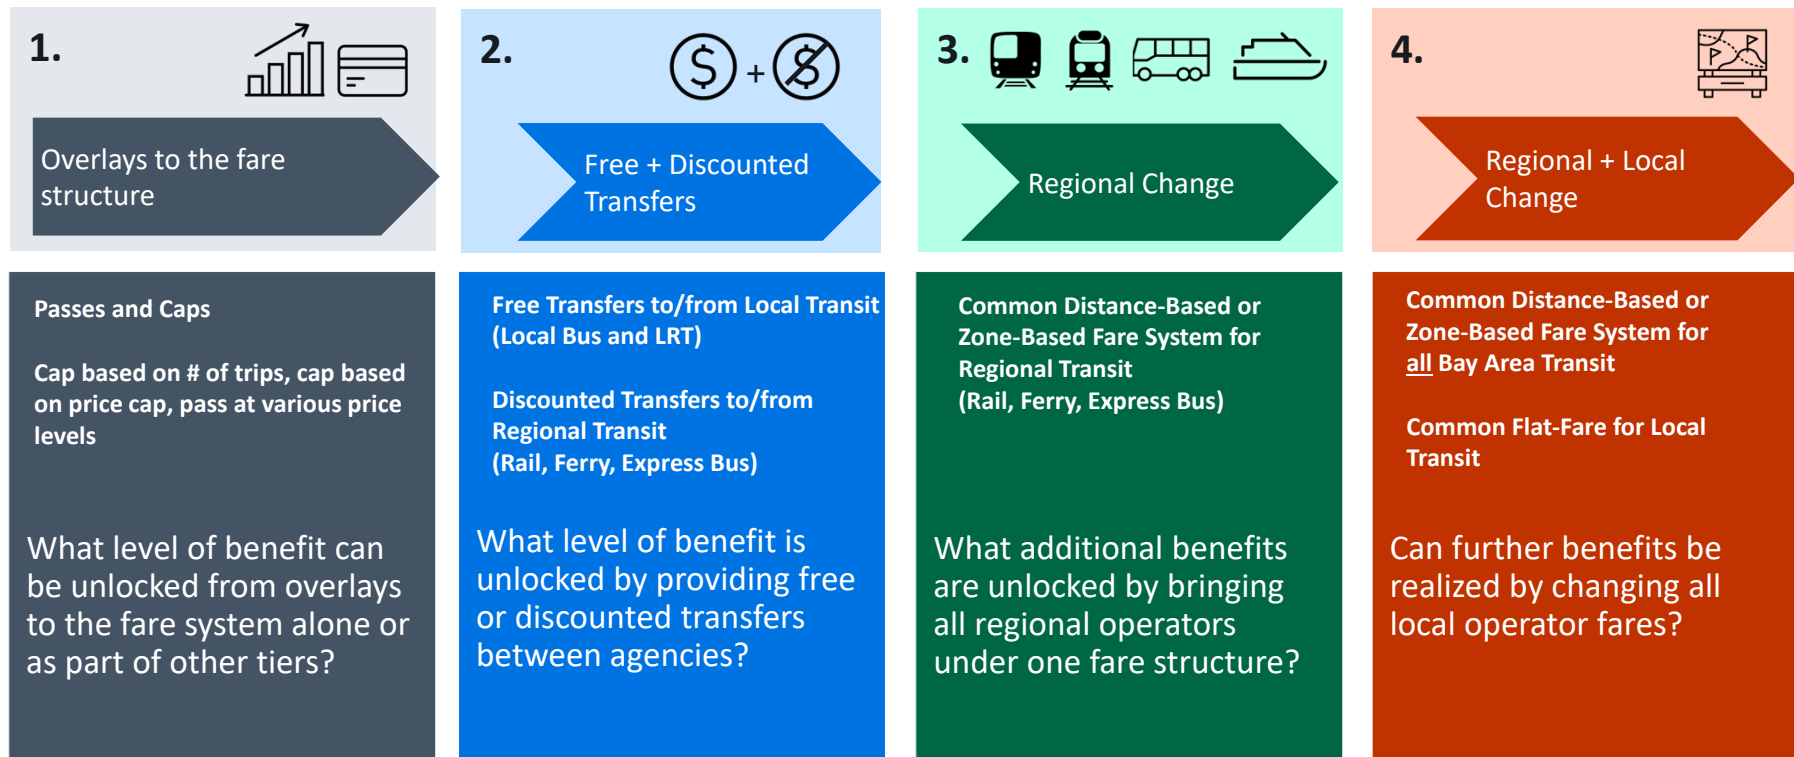 1.
Overlays to the fare
structure
Passes and Caps
Cap based on # of trips, cap based
on price cap, pass at various price
levels
What level of benefit can
be unlocked from overlays
to the fare system alone or
as part of other tiers?
2.
$ + $
Free + Discounted
Transfers
Free Transfers to/from Local Transit
(Local Bus and LRT)
Discounted Transfers to/from
Regional Transit
(Rail, Ferry, Express Bus)
What level of benefit is
unlocked by providing free
or discounted transfers
between agencies?
3.
Regional Change
Common Distance-Based or
Zone-Based Fare System for
Regional Transit
(Rail, Ferry, Express Bus)
What additional benefits
are unlocked by bringing
all regional operators
under one fare structure?
4.
Regional + Local
Change
Common Distance-Based or
Zone-Based Fare System for
all Bay Area Transit
Common Flat-Fare for Local
Transit
Can further benefits be
realized by changing all
local operator fares?